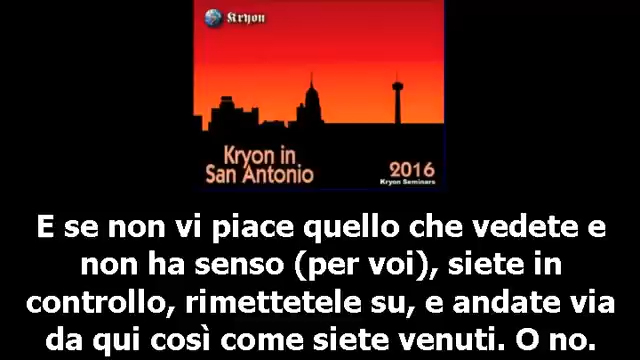 Kryon
Kryon in
San Antonio
2016
Kryon Seminars
E se non vi piace quello che vedete e
non ha senso (per voi), siete in
controllo, rimettetele su, e andate via
da qui così come siete venuti. O no.